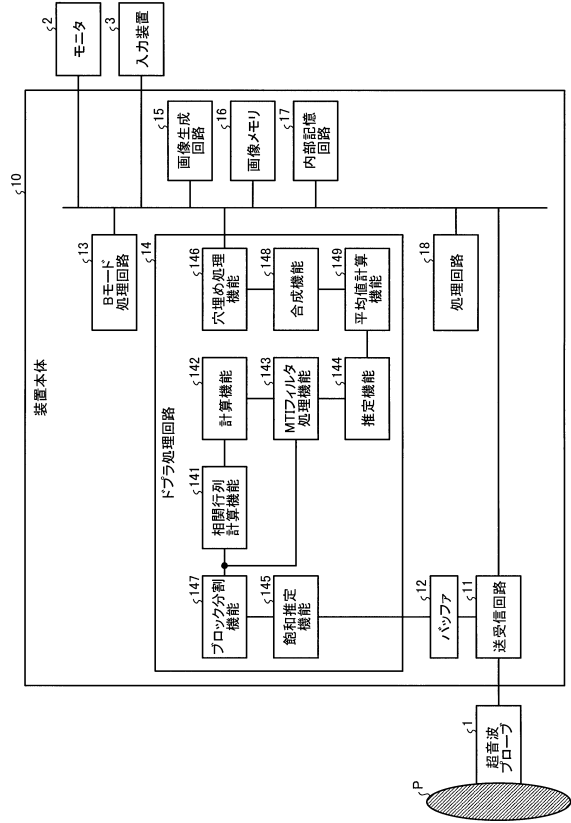 装置本体
10
モニタ
2
入力装置
3
Bモード
処理回路
13
画像生成
回路
15
画像メモリ
16
内部記憶
回路
17
ドプラ処理回路
14
ブロック分割
機能
147
相関行列
計算機能
141
計算機能
142
穴埋め処理
機能
146
飽和推定
機能
145
MTIフィルタ
処理機能
143
合成機能
148
推定機能
144
平均値計算
機能
149
処理回路
18
バッファ
12
送受信回路
11
超音波
プローブ
1
P